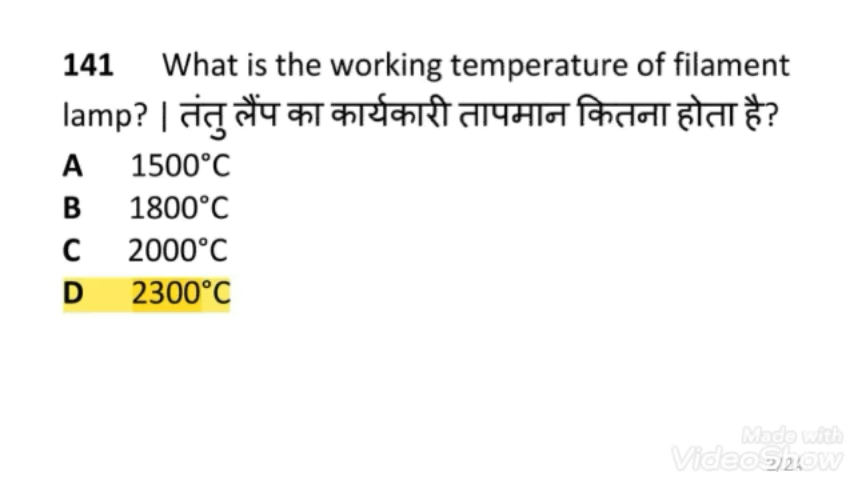 141 What is the working temperature of filament
lamp? | तंतु लैंप का कार्यकारी तापमान कितना होता है?
A 1500°C
B 1800°C
C 2000°C
D 2300°C
Made with
VideoShow